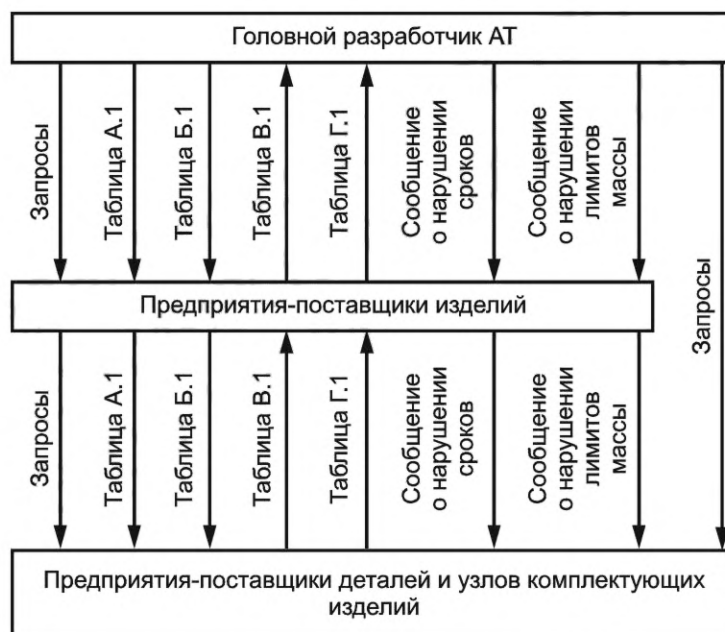 Головной разработчик АТ
Запросы
Таблица А.1
Таблица Б.1
Таблица В.1
Таблица Г.1
Сообщение
о нарушении
сроков
Сообщение
о нарушении
лимитов
массы
Запросы
Предприятия-поставщики изделий
Запросы
Таблица А.1
Таблица Б.1
Таблица В.1
Таблица Г.1
Сообщение
о нарушении
сроков
Сообщение
о нарушении
лимитов
массы
Предприятия-поставщики деталей и узлов комплектующих
изделий